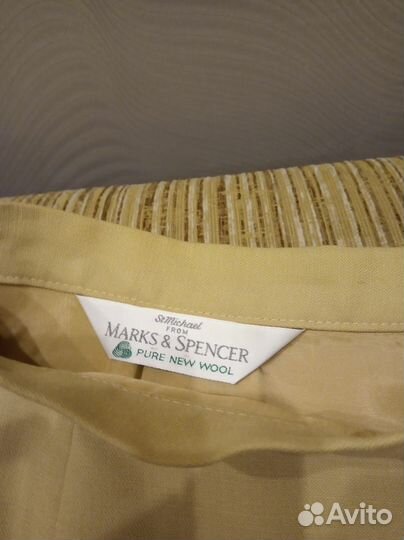 St Michael
FROM
MARKS & SPENCER
PURE NEW WOOL
Avito